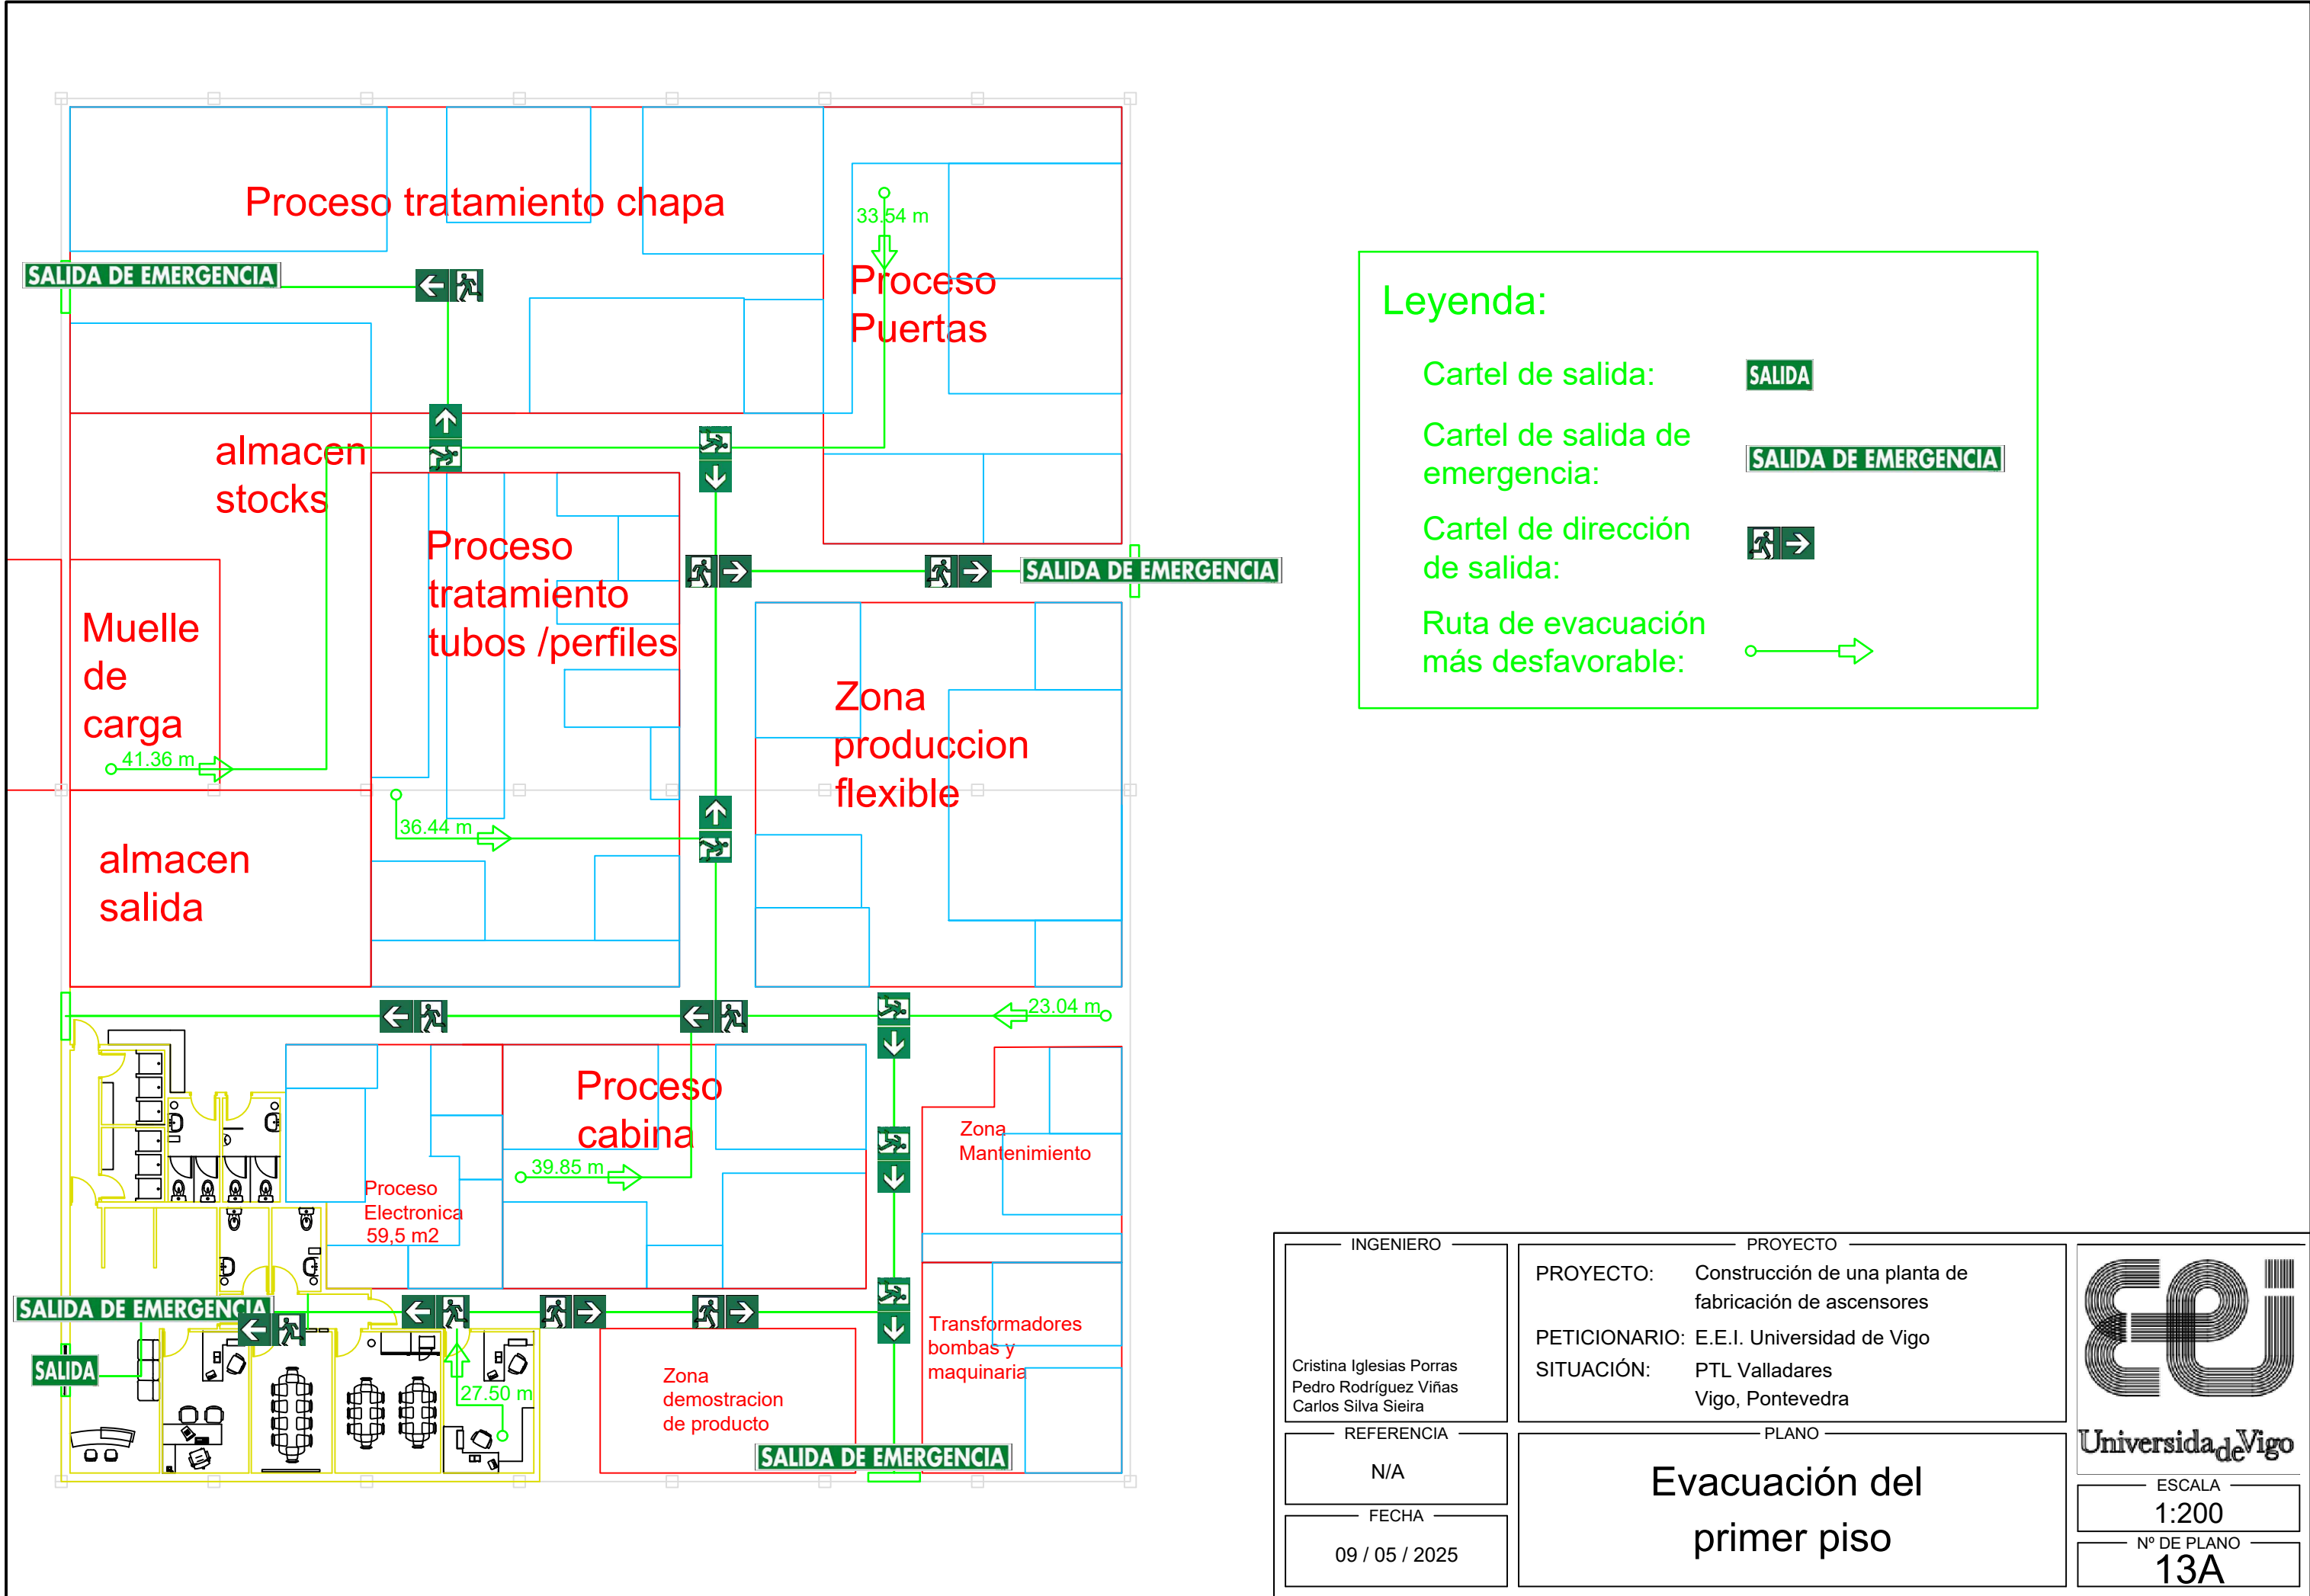 Proceso tratamiento chapa
33.54 m
SALIDA DE EMERGENCIA
Proceso
Puertas
almacen
stocks
Proceso
tratamiento
tubos /perfiles
SALIDA DE EMERGENCIA
Muelle
de
carga
41.36 m
Zona
produccion
flexible
36.44 m
almacen
salida
23.04 m
Proceso
cabina
39.85 m
Zona
Mantenimiento
Proceso
Electronica
59,5 m2
SALIDA DE EMERGENCIA
SALIDA
27.50 m
Zona
demostracion
de producto
Transformadores
bombas y
maquinaria
SALIDA DE EMERGENCIA
Leyenda:
Cartel de salida:
SALIDA
Cartel de salida de
emergencia:
SALIDA DE EMERGENCIA
Cartel de dirección
de salida:
Ruta de evacuación
más desfavorable:
INGENIERO
Cristina Iglesias Porras
Pedro Rodríguez Viñas
Carlos Silva Sieira
REFERENCIA
N/A
FECHA
09 / 05 / 2025
PROYECTO
PROYECTO: Construcción de una planta de
fabricación de ascensores
PETICIONARIO: E.E.I. Universidad de Vigo
SITUACIÓN: PTL Valladares
Vigo, Pontevedra
PLANO
Evacuación del
primer piso
eei
UniversidadeVigo
ESCALA
1:200
Nº DE PLANO
13A